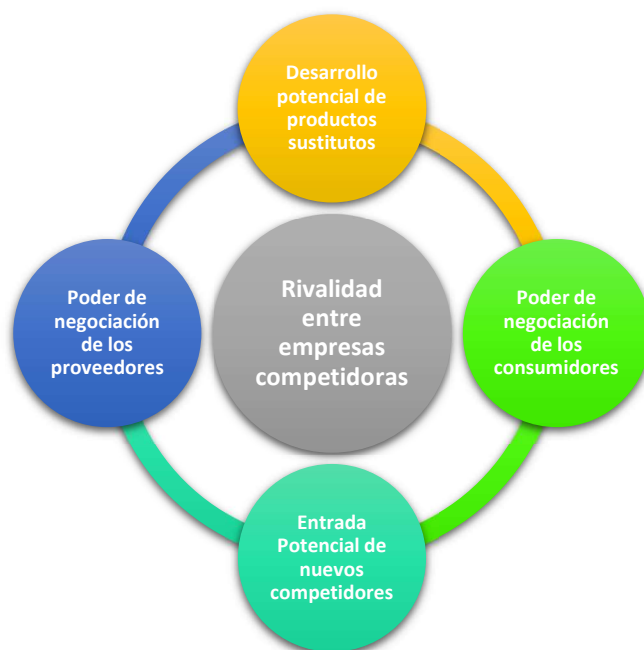 Desarrollo
potencial de
productos
sustitutos
Poder de
negociación
de los
proveedores
Rivalidad
entre
empresas
competidoras
Poder de
negociación
de los
consumidores
Entrada
Potencial de
nuevos
competidores